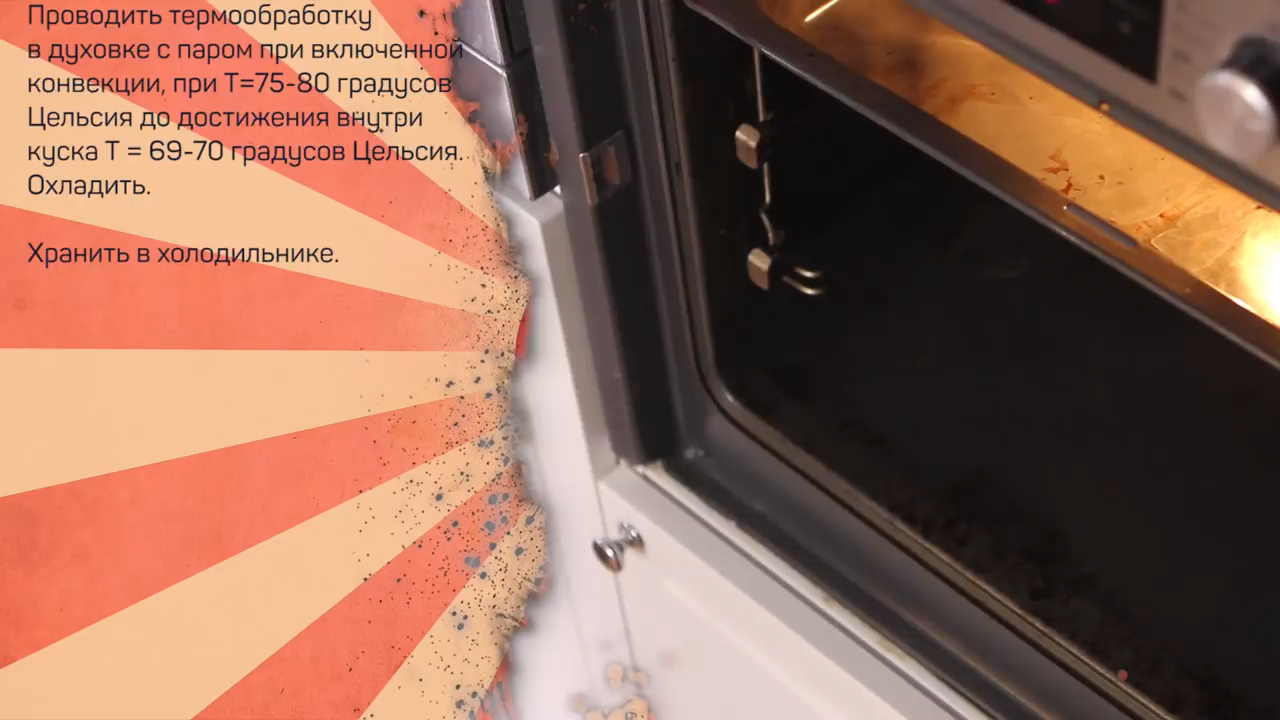 Проводить термообработку
в духовке с паром при включенной
конвекции, при Т=75-80 градусов
Цельсия до достижения внутри
куска Т = 69-70 градусов Цельсия.
Охладить.
Хранить в холодильнике.